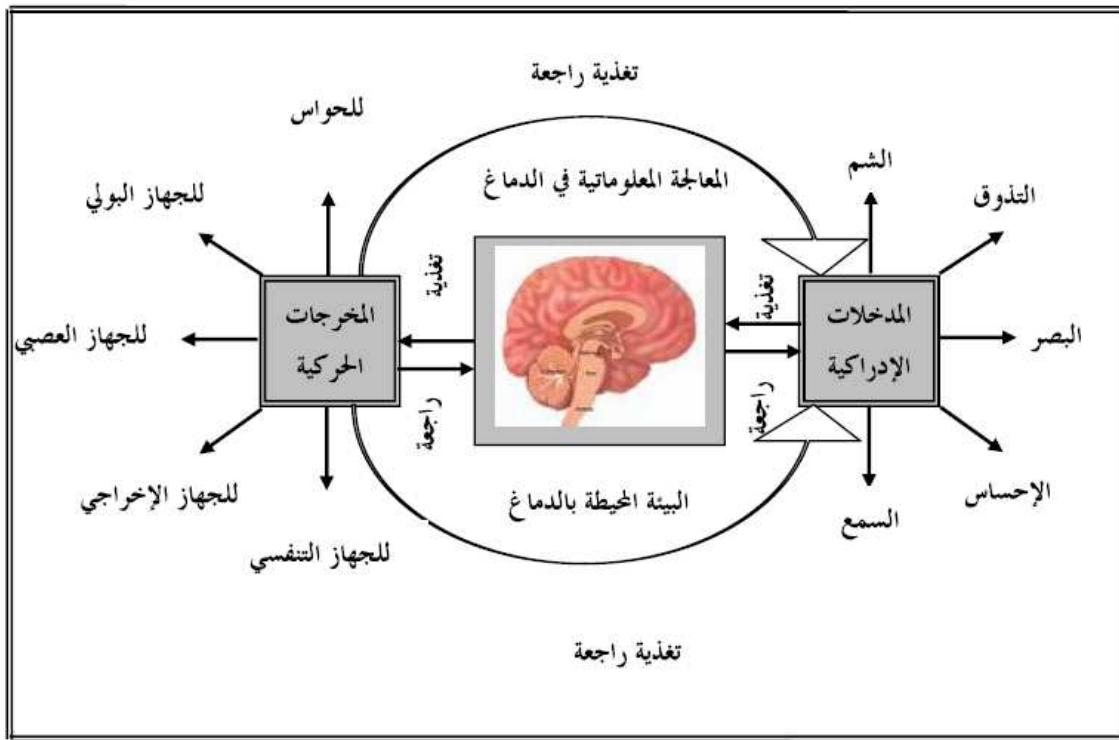 تغذية راجعة
للحواس
الشم
المعالجة المعلوماتية في الدماغ
التذوق
للجهاز البولي
تغذية
تغذية
المدخلات
الإدراكية
المخرجات
الحركية
البصر
للجهاز العصبي
راجعة
راجعة
الإحساس
للجهاز الإخراجي
البيئة المحيطة بالدماغ
السمع
للجهاز التنفسي
تغذية راجعة